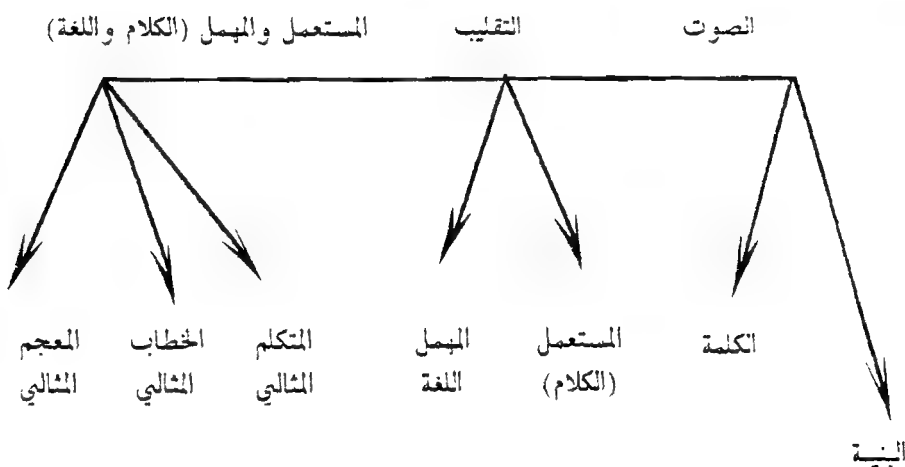 الصوت
التقليب
المستعمل والمهمل (الكلام واللغة)
الكلمة
المستعمل
(الكلام)
المهمل
اللغة
المتكلم
المثالي
الخطاب
المثالي
المعجم
المثالي
البنية